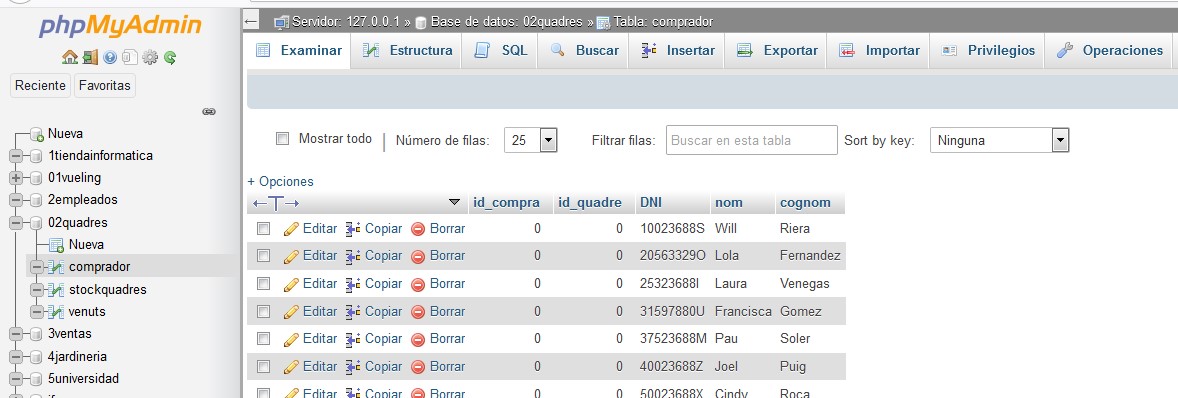 phpMyAdmin
Reciente Favoritas
Nueva
1tiendainformatica
01vueling
2empleados
02quadres
Nueva
comprador
stockquadres
venuts
3ventas
4jardineria
5universidad
Servidor: 127.0.0.1 » Base de datos: 02quadres » Tabla: comprador
Examinar Estructura SQL Buscar Insertar Exportar Importar Privilegios Operaciones
Mostrar todo | Número de filas: 25 Filtrar filas: Buscar en esta tabla Sort by key: Ninguna
+ Opciones
←T→ id_compra id_quadre DNI nom cognom
Editar Copiar Borrar 0 0 10023688S Will Riera
Editar Copiar Borrar 0 0 20563329O Lola Fernandez
Editar Copiar Borrar 0 0 25323688I Laura Venegas
Editar Copiar Borrar 0 0 31597880U Francisca Gomez
Editar Copiar Borrar 0 0 37523688M Pau Soler
Editar Copiar Borrar 0 0 40023688Z Joel Puig
Editar Copiar Borrar 0 0 50023688X Cindy Roca